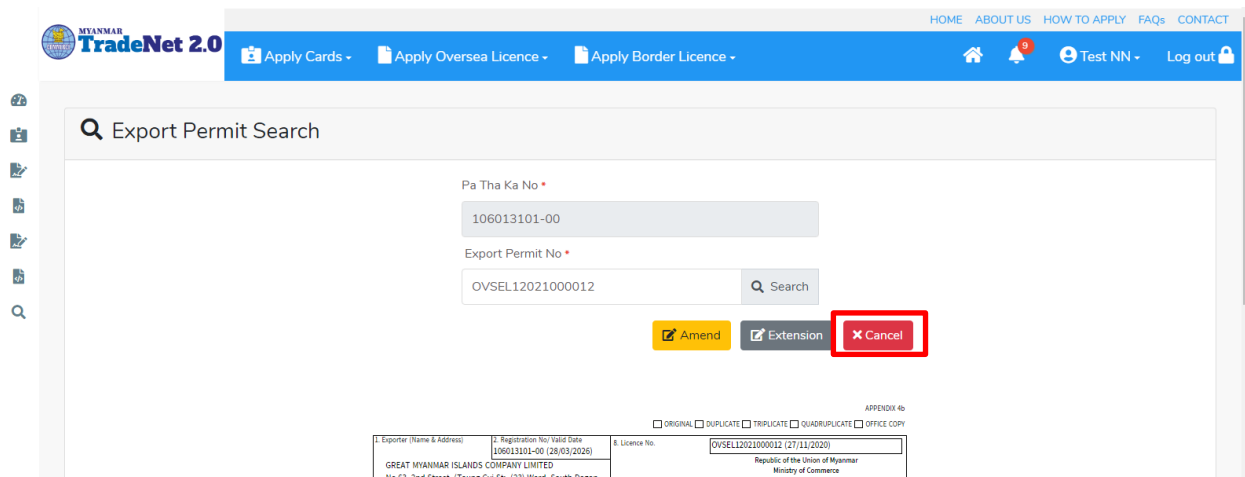 HOME ABOUT US HOW TO APPLY FAQs CONTACT
MYANMAR
TradeNet 2.0
Apply Cards
Apply Oversea Licence
Apply Border Licence
9
Test NN
Log out
Export Permit Search
Pa Tha Ka No *
106013101-00
Export Permit No *
OVSEL12021000012
Search
Amend
Extension
Cancel
APPENDIX 4b
ORIGINAL DUPLICATE TRIPLICATE QUADRUPLICATE OFFICE COPY
1. Exporter (Name & Address)
2. Registration No/ Valid Date
106013101-00 (28/03/2026)
8. Licence No.
OVSEL12021000012 (27/11/2020)
GREAT MYANMAR ISLANDS COMPANY LIMITED
Republic of the Union of Myanmar
Ministry of Commerce